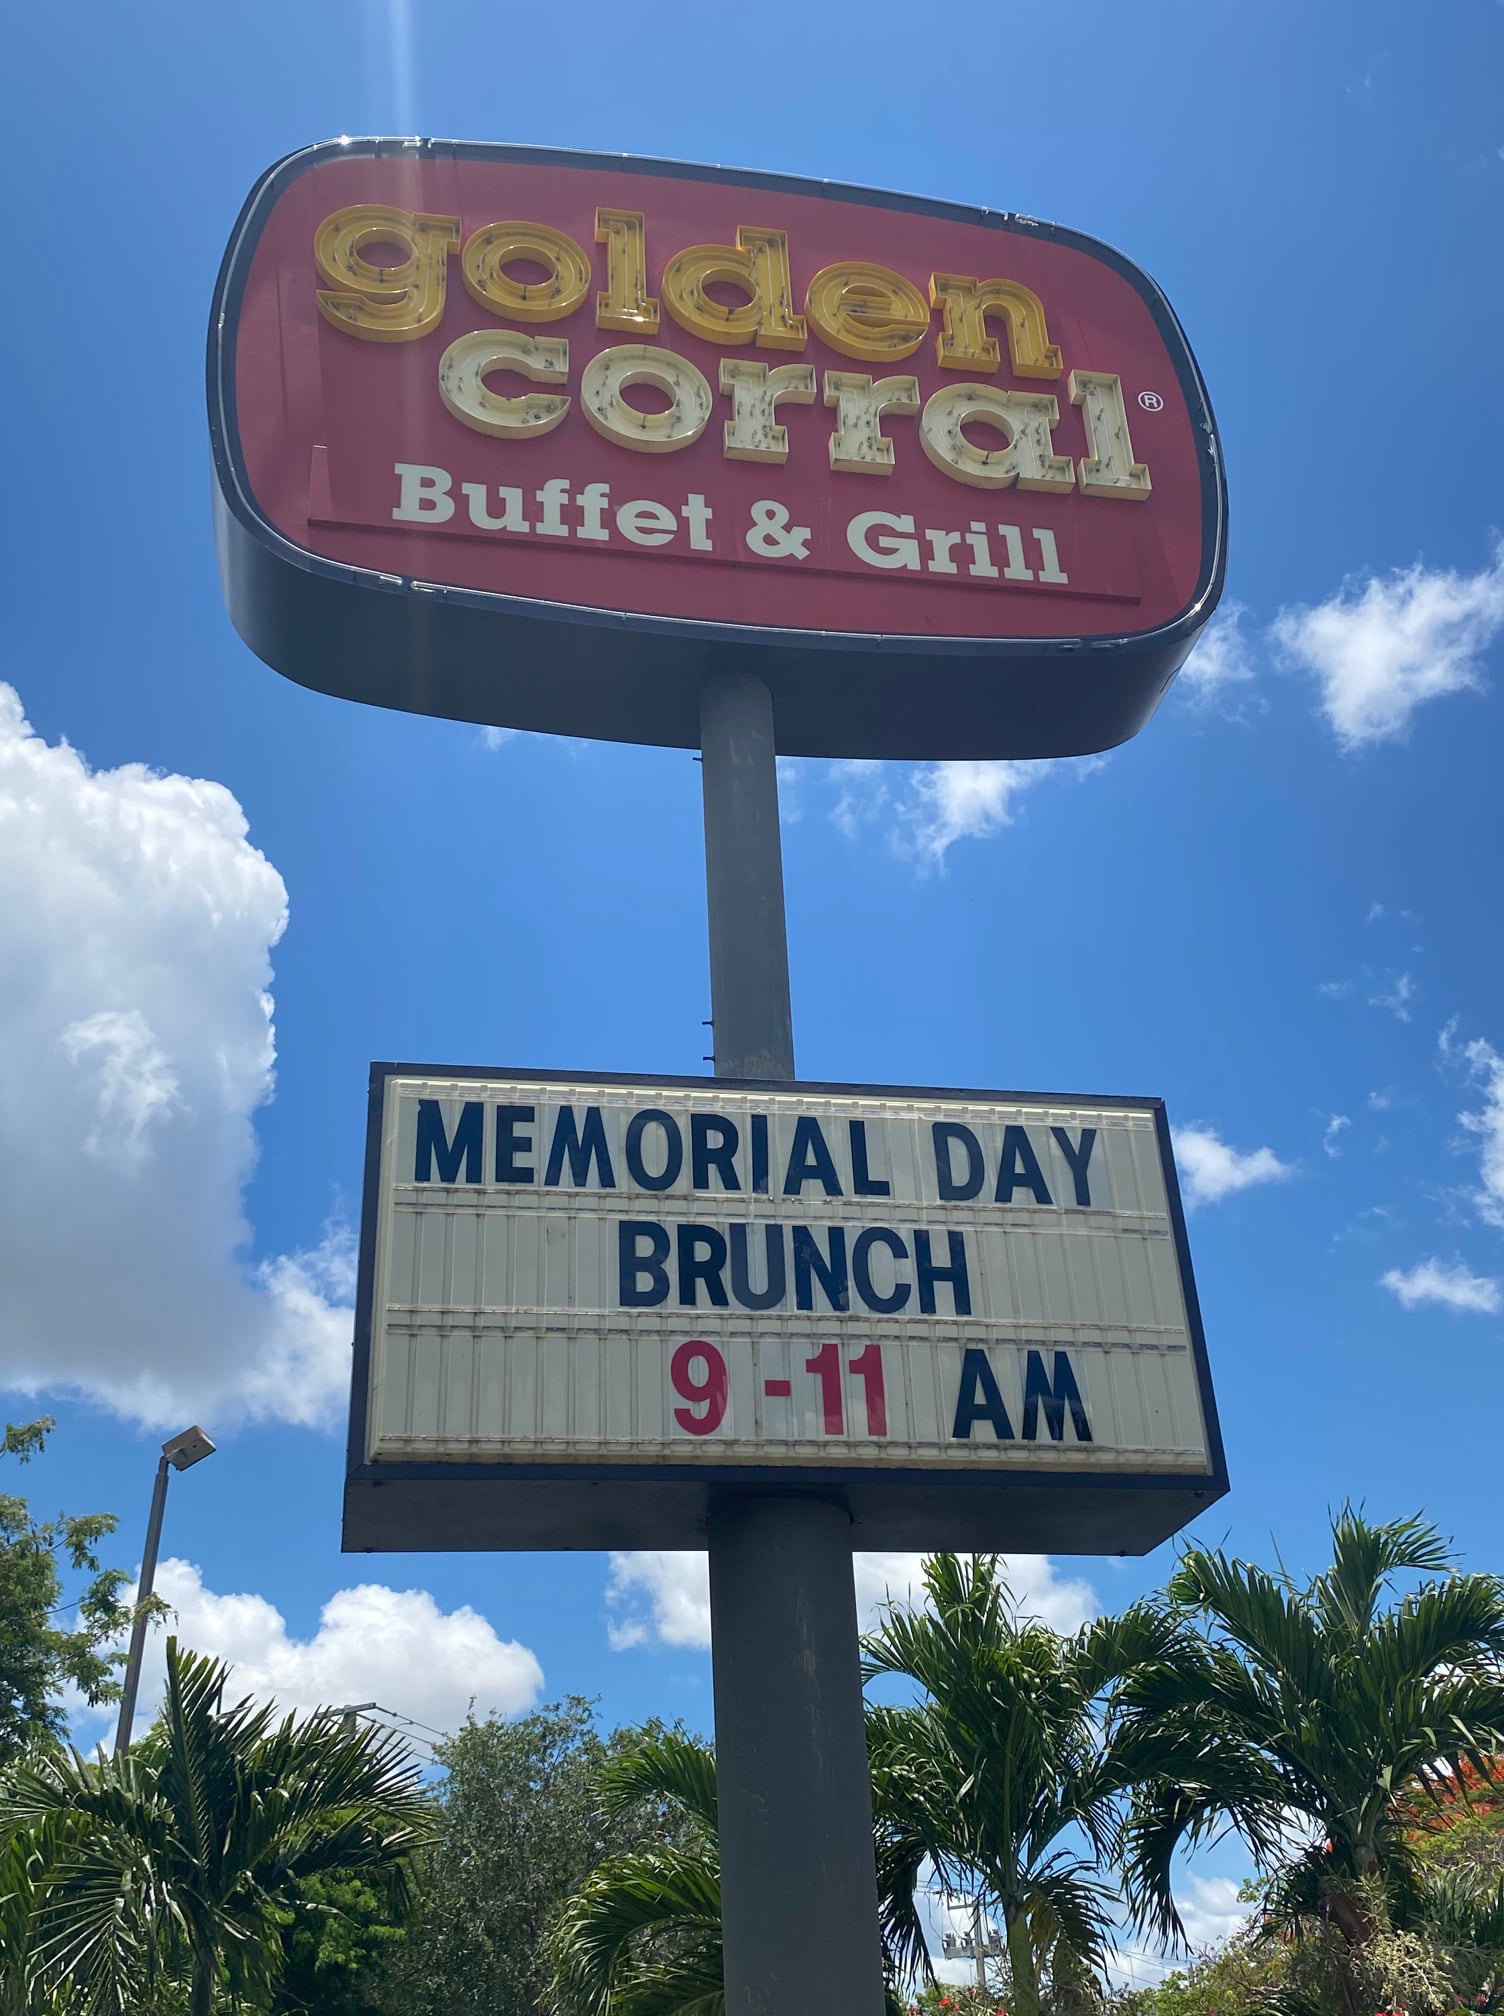 golden
corral®
Buffet & Grill
MEMORIAL DAY
BRUNCH
9-11 AM